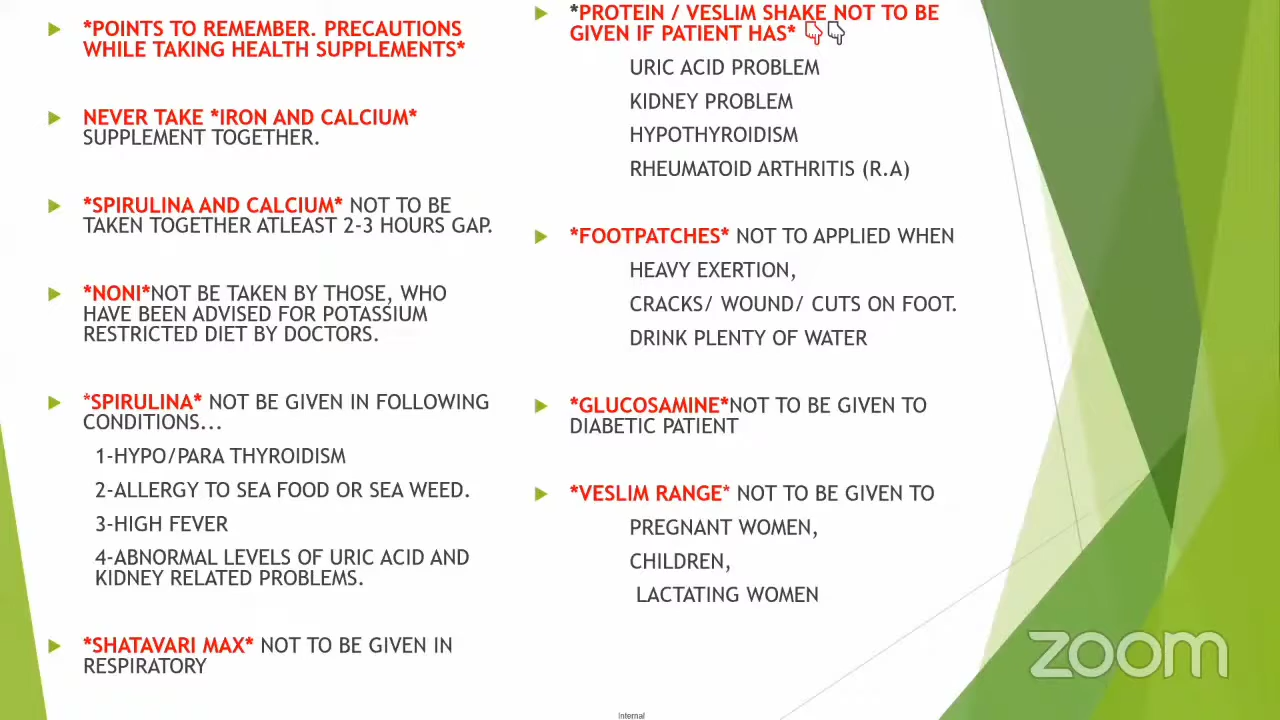 *POINTS TO REMEMBER. PRECAUTIONS
WHILE TAKING HEALTH SUPPLEMENTS*
NEVER TAKE *IRON AND CALCIUM*
SUPPLEMENT TOGETHER.
*SPIRULINA AND CALCIUM* NOT TO BE
TAKEN TOGETHER ATLEAST 2-3 HOURS GAP.
*NONI*NOT BE TAKEN BY THOSE, WHO
HAVE BEEN ADVISED FOR POTASSIUM
RESTRICTED DIET BY DOCTORS.
*SPIRULINA* NOT BE GIVEN IN FOLLOWING
CONDITIONS...
1-HYPO/PARA THYROIDISM
2-ALLERGY TO SEA FOOD OR SEA WEED.
3-HIGH FEVER
4-ABNORMAL LEVELS OF URIC ACID AND
KIDNEY RELATED PROBLEMS.
*SHATAVARI MAX* NOT TO BE GIVEN IN
RESPIRATORY
*PROTEIN / VESLIM SHAKE NOT TO BE
GIVEN IF PATIENT HAS* 👇👇
URIC ACID PROBLEM
KIDNEY PROBLEM
HYPOTHYROIDISM
RHEUMATOID ARTHRITIS (R.A)
*FOOTPATCHES* NOT TO APPLIED WHEN
HEAVY EXERTION,
CRACKS/ WOUND/ CUTS ON FOOT.
DRINK PLENTY OF WATER
*GLUCOSAMINE*NOT TO BE GIVEN TO
DIABETIC PATIENT
*VESLIM RANGE* NOT TO BE GIVEN TO
PREGNANT WOMEN,
CHILDREN,
LACTATING WOMEN
zoom
Internal